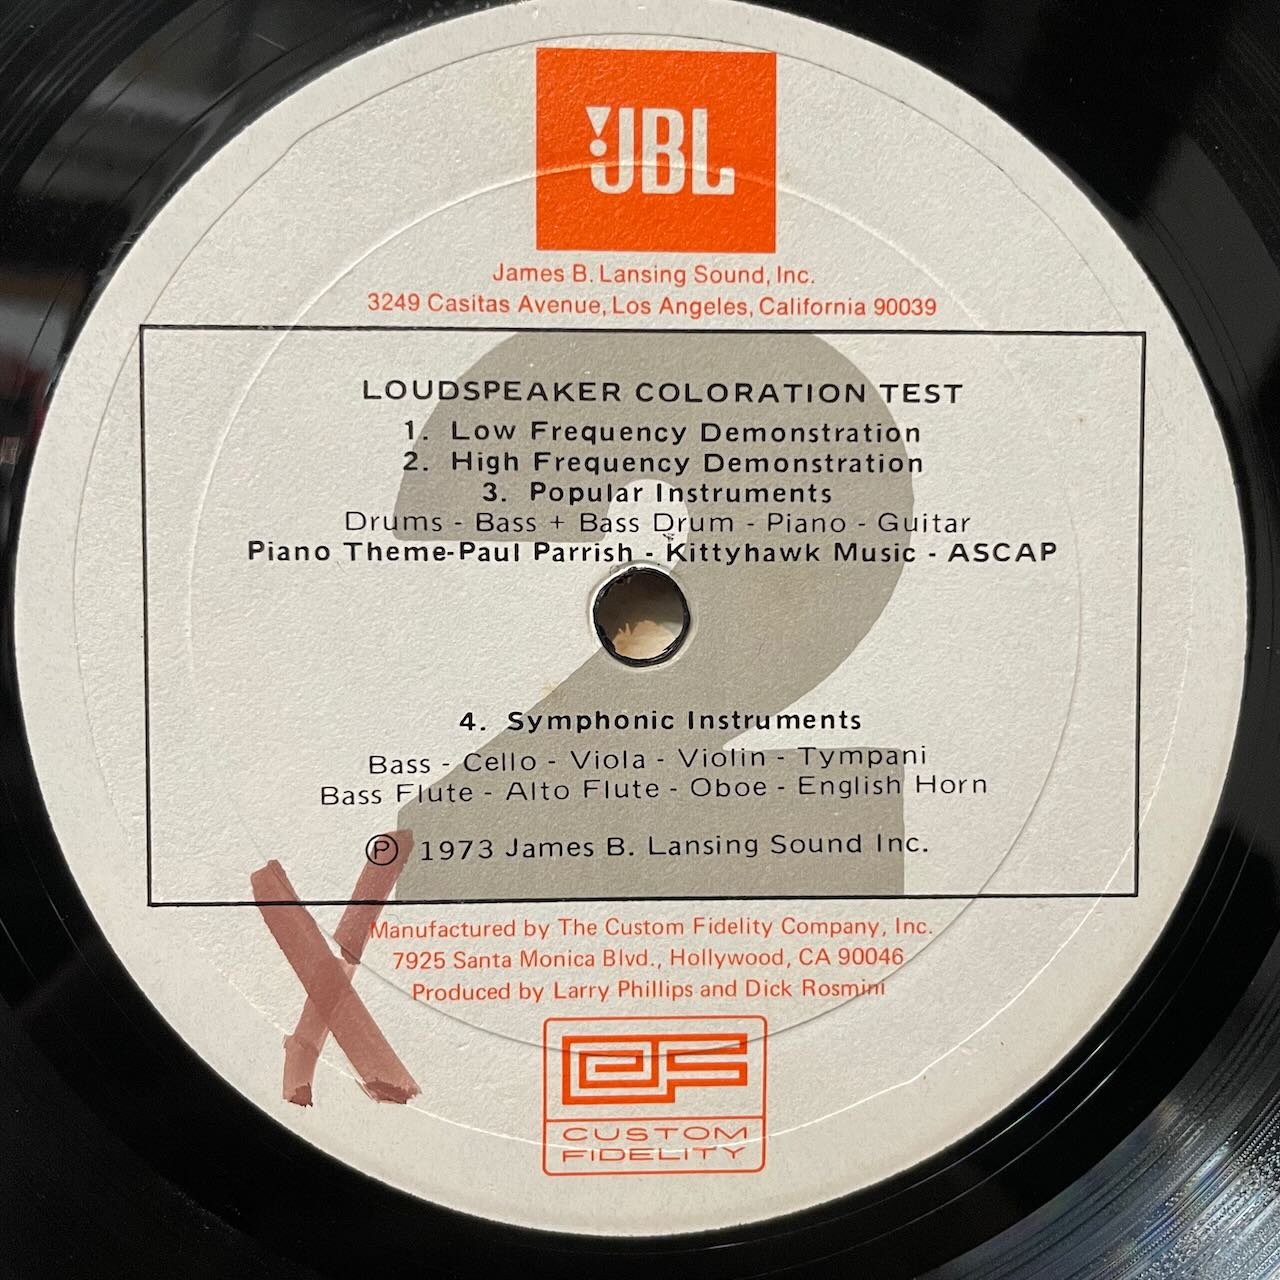 JBL
James B. Lansing Sound, Inc.
3249 Casitas Avenue, Los Angeles, California 90039
LOUDSPEAKER COLORATION TEST
1. Low Frequency Demonstration
2. High Frequency Demonstration
3. Popular Instruments
Drums - Bass + Bass Drum - Piano - Guitar
Piano Theme-Paul Parrish - Kittyhawk Music - ASCAP
2
4. Symphonic Instruments
Bass - Cello - Viola - Violin - Tympani
Bass Flute - Alto Flute - Oboe - English Horn
℗ 1973 James B. Lansing Sound Inc.
X
Manufactured by The Custom Fidelity Company, Inc.
7925 Santa Monica Blvd., Hollywood, CA 90046
Produced by Larry Phillips and Dick Rosmini
CF
CUSTOM
FIDELITY